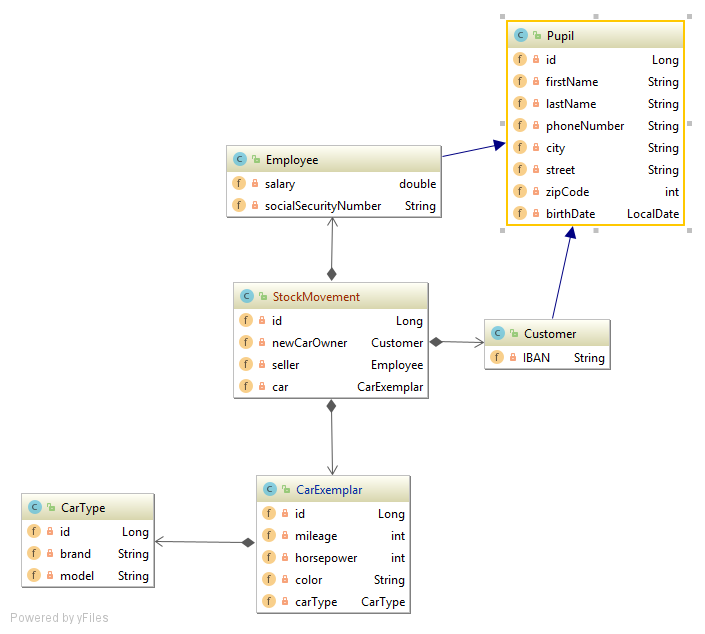 Pupil
id Long
firstName String
lastName String
phoneNumber String
city String
street String
zipCode int
birthDate LocalDate
Employee
salary double
socialSecurityNumber String
StockMovement
id Long
newCarOwner Customer
seller Employee
car CarExemplar
Customer
IBAN String
CarExemplar
id Long
mileage int
horsepower int
color String
carType CarType
CarType
id Long
brand String
model String
Powered by yFiles